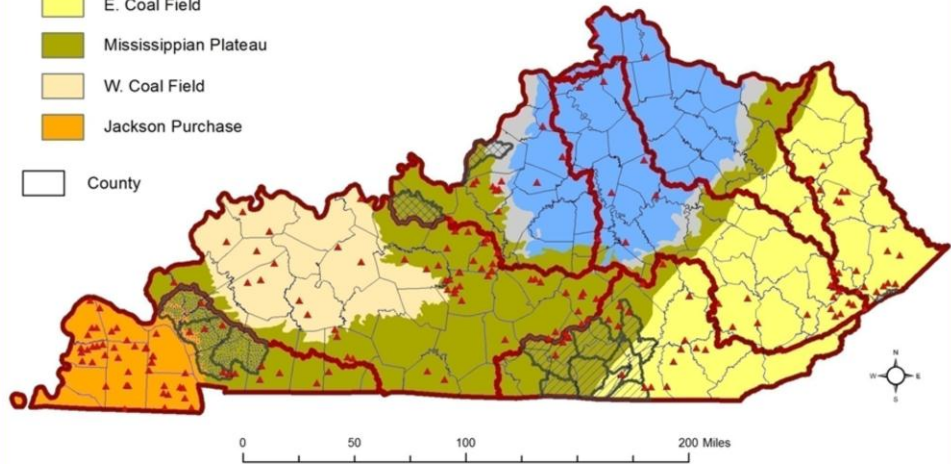 E. Coal Field
Mississippian Plateau
W. Coal Field
Jackson Purchase
County
N
W E
S
0 50 100 200 Miles